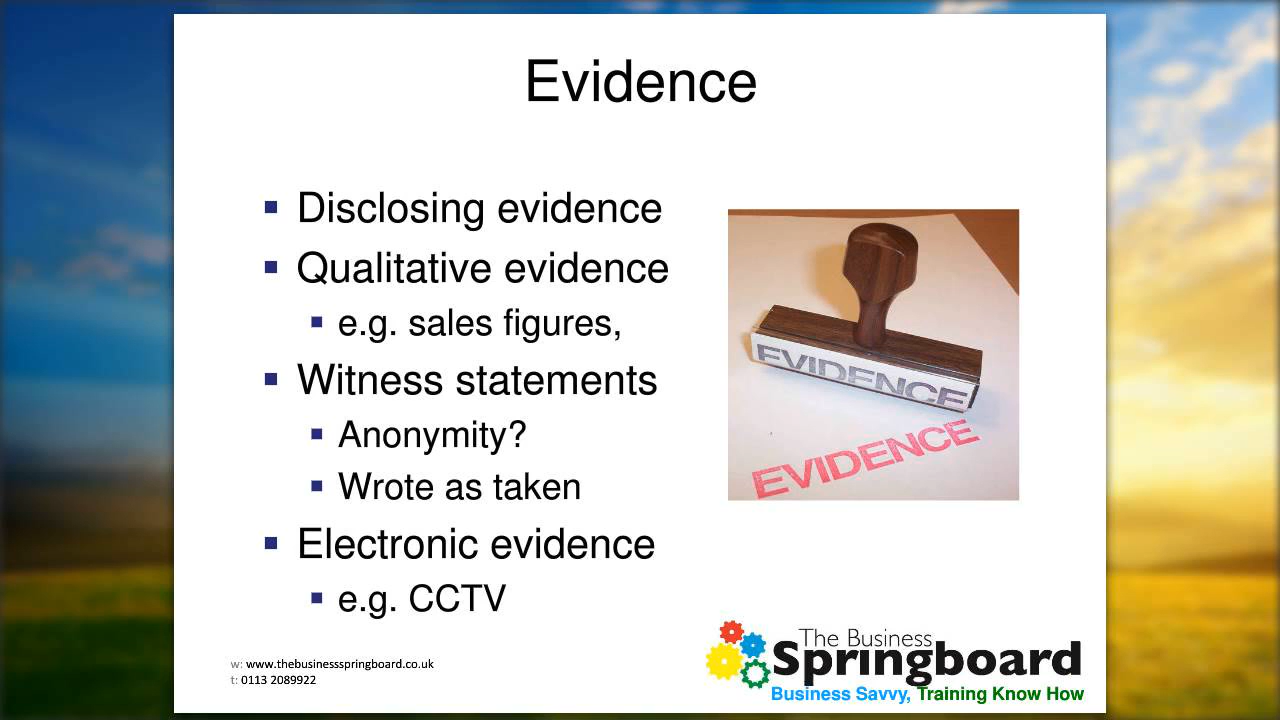 Evidence
Disclosing evidence
Qualitative evidence
e.g. sales figures,
Witness statements
Anonymity?
Wrote as taken
Electronic evidence
e.g. CCTV
EVIDENCE
EVIDENCE
w: www.thebusinessspringboard.co.uk
t: 0113 2089922
The Business
Springboard
Business Savvy, Training Know How